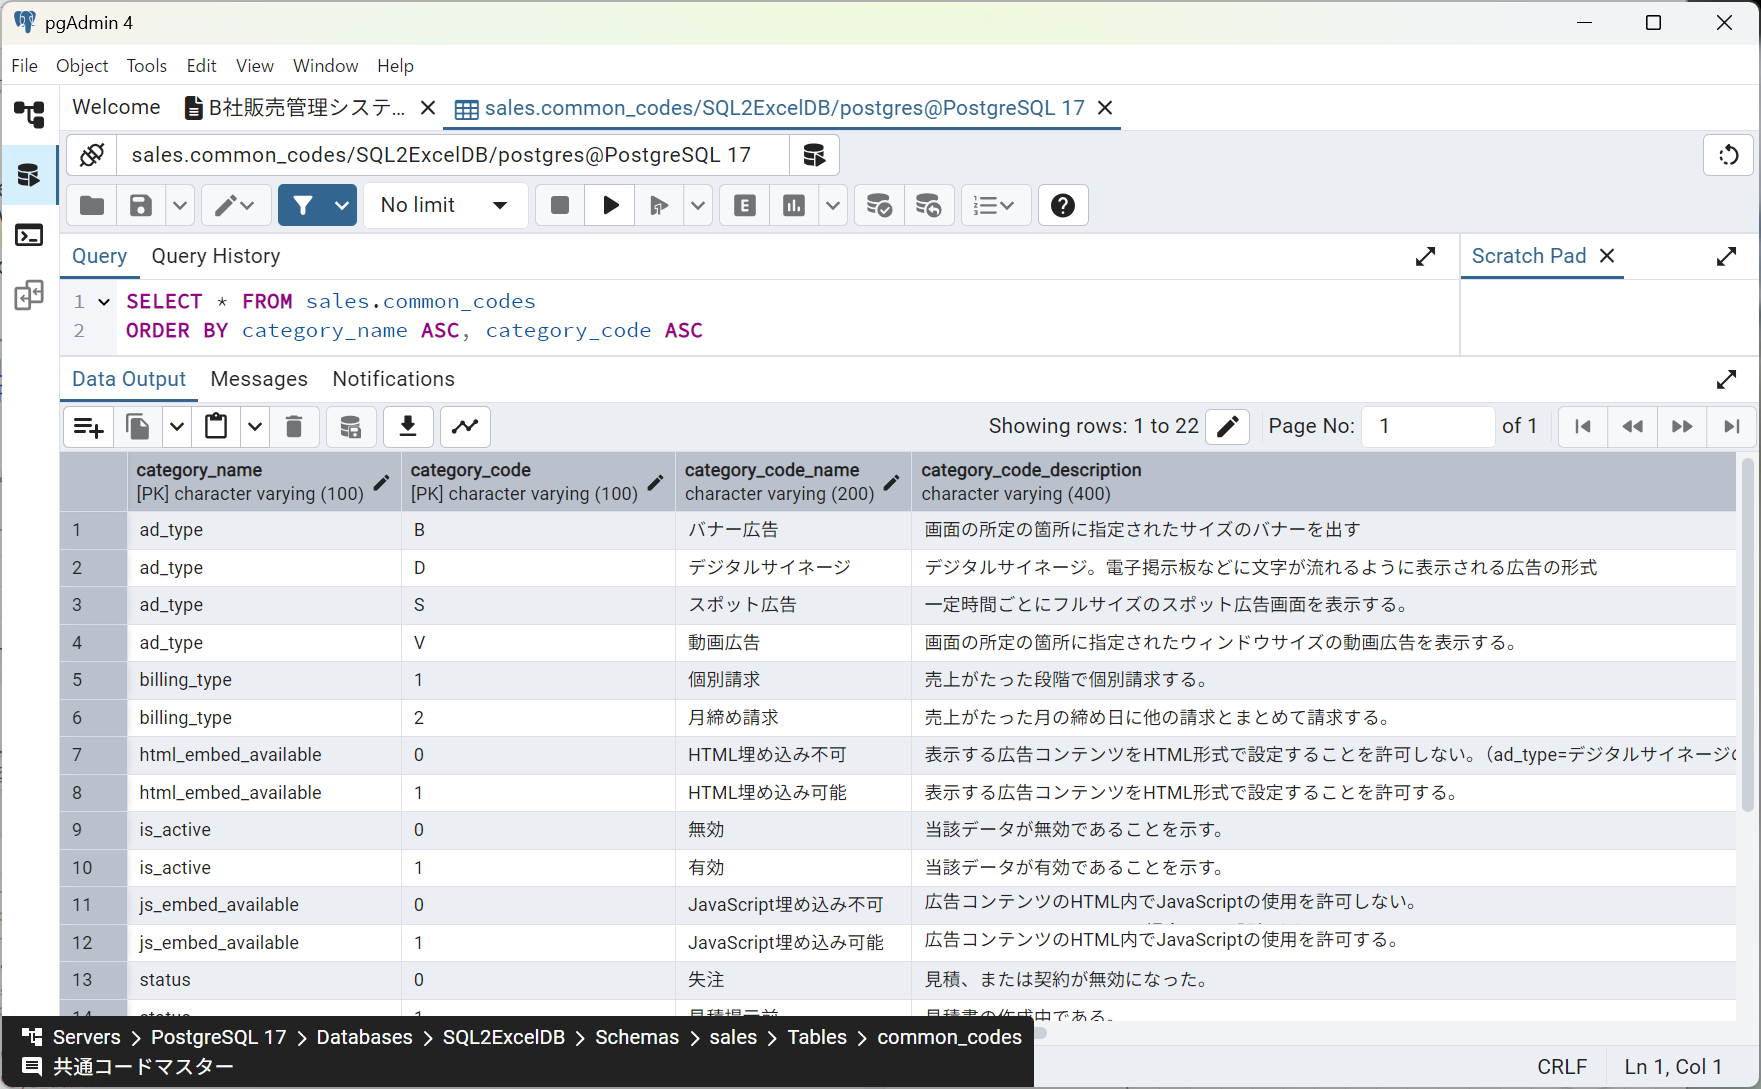 pgAdmin 4
File Object Tools Edit View Window Help
Welcome B社販売管理システ... sales.common_codes/SQL2ExcelDB/postgres@PostgreSQL 17
sales.common_codes/SQL2ExcelDB/postgres@PostgreSQL 17
No limit
Query Query History Scratch Pad
1 SELECT * FROM sales.common_codes
2 ORDER BY category_name ASC, category_code ASC
Data Output Messages Notifications
Showing rows: 1 to 22 Page No: 1 of 1
category_name category_code category_code_name category_code_description
[PK] character varying (100) [PK] character varying (100) character varying (200) character varying (400)
1 ad_type B バナー広告 画面の所定の箇所に指定されたサイズのバナーを出す
2 ad_type D デジタルサイネージ デジタルサイネージ。電子掲示板などに文字が流れるように表示される広告の形式
3 ad_type S スポット広告 一定時間ごとにフルサイズのスポット広告画面を表示する。
4 ad_type V 動画広告 画面の所定の箇所に指定されたウィンドウサイズの動画広告を表示する。
5 billing_type 1 個別請求 売上がたった段階で個別請求する。
6 billing_type 2 月締め請求 売上がたった月の締め日に他の請求とまとめて請求する。
7 html_embed_available 0 HTML埋め込み不可 表示する広告コンテンツをHTML形式で設定することを許可しない。（ad_type=デジタルサイネージ
8 html_embed_available 1 HTML埋め込み可能 表示する広告コンテンツをHTML形式で設定することを許可する。
9 is_active 0 無効 当該データが無効であることを示す。
10 is_active 1 有効 当該データが有効であることを示す。
11 js_embed_available 0 JavaScript埋め込み不可 広告コンテンツのHTML内でJavaScriptの使用を許可しない。
12 js_embed_available 1 JavaScript埋め込み可能 広告コンテンツのHTML内でJavaScriptの使用を許可する。
13 status 0 失注 見積、または契約が無効になった。
14 status 1 見積提示前 見積書の作成中である。
Servers > PostgreSQL 17 > Databases > SQL2ExcelDB > Schemas > sales > Tables > common_codes
共通コードマスター
CRLF Ln 1, Col 1